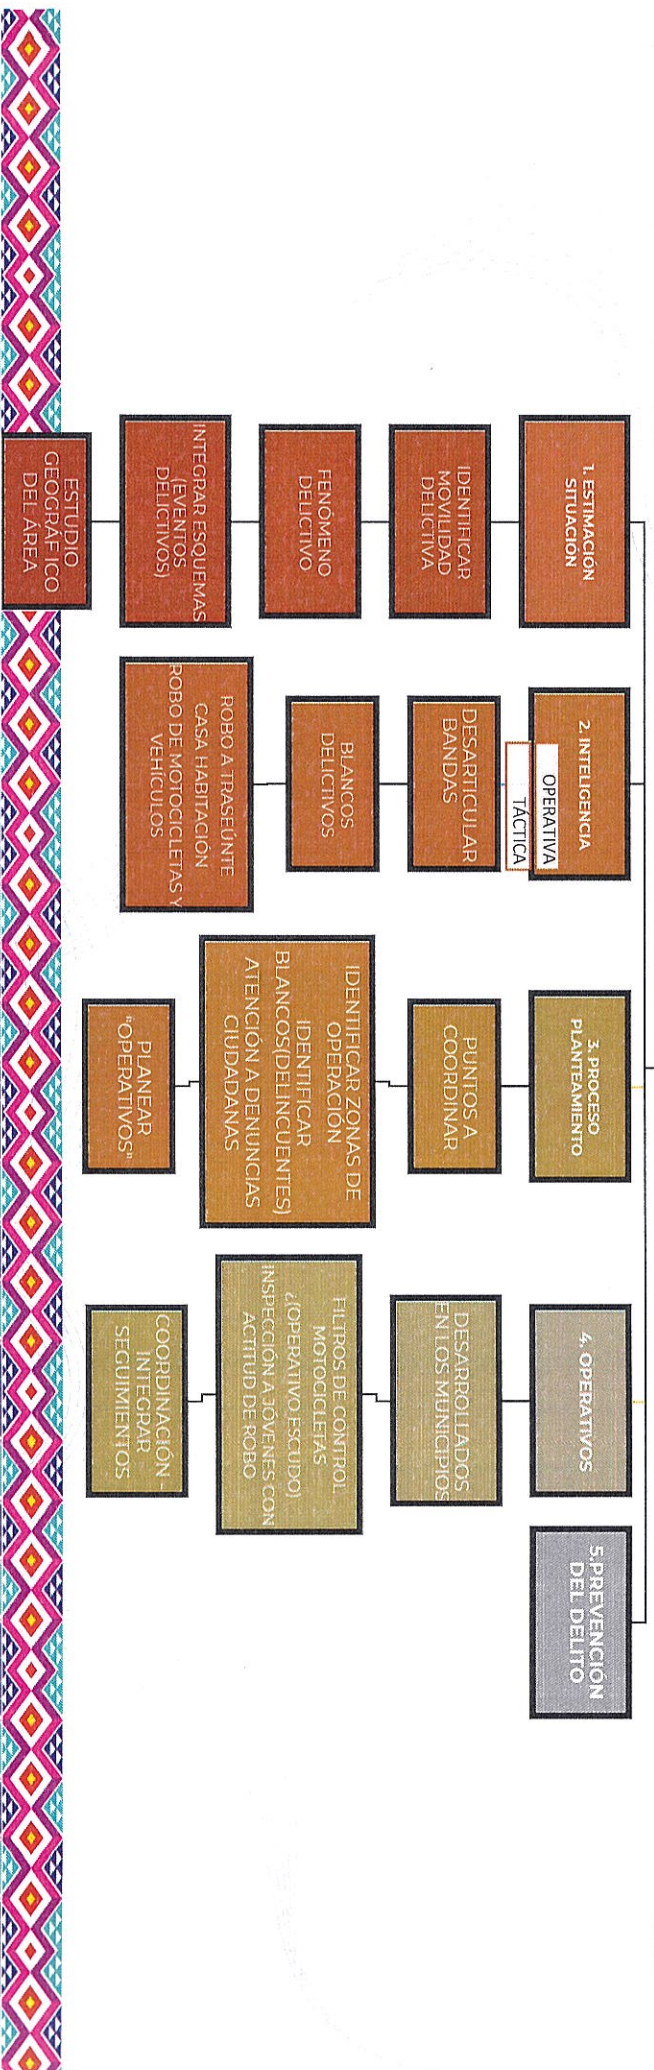 1. ESTIMACIÓN
SITUACIÓN
IDENTIFICAR
MOVILIDAD
DELICTIVA
FENÓMENO
DELICTIVO
INTEGRAR ESQUEMAS
(EVENTOS
DELICTIVOS)
ESTUDIO
GEOGRÁFICO
DEL ÁREA
2. INTELIGENCIA
OPERATIVA
TÁCTICA
DESARTICULAR
BANDAS
BLANCOS
DELICTIVOS
ROBO A TRASEÚNTE
CASA HABITACIÓN
ROBO DE MOTOCICLETAS Y
VEHÍCULOS
3. PROCESO
PLANTEAMIENTO
PUNTOS A
COORDINAR
IDENTIFICAR ZONAS DE
OPERACIÓN
IDENTIFICAR
BLANCOS(DELINCUENTES)
ATENCIÓN A DENUNCIAS
CIUDADANAS
PLANEAR
"OPERATIVOS"
4. OPERATIVOS
DESARROLLADOS
EN LOS MUNICIPIOS
FILTROS DE CONTROL
MOTOCICLETAS
¿(OPERATIVO ESCUDO)
INSPECCIÓN A JÓVENES CON
ACTITUD DE ROBO
COORDINACIÓN -
INTEGRAR
SEGUIMIENTOS
5.PREVENCIÓN
DEL DELITO